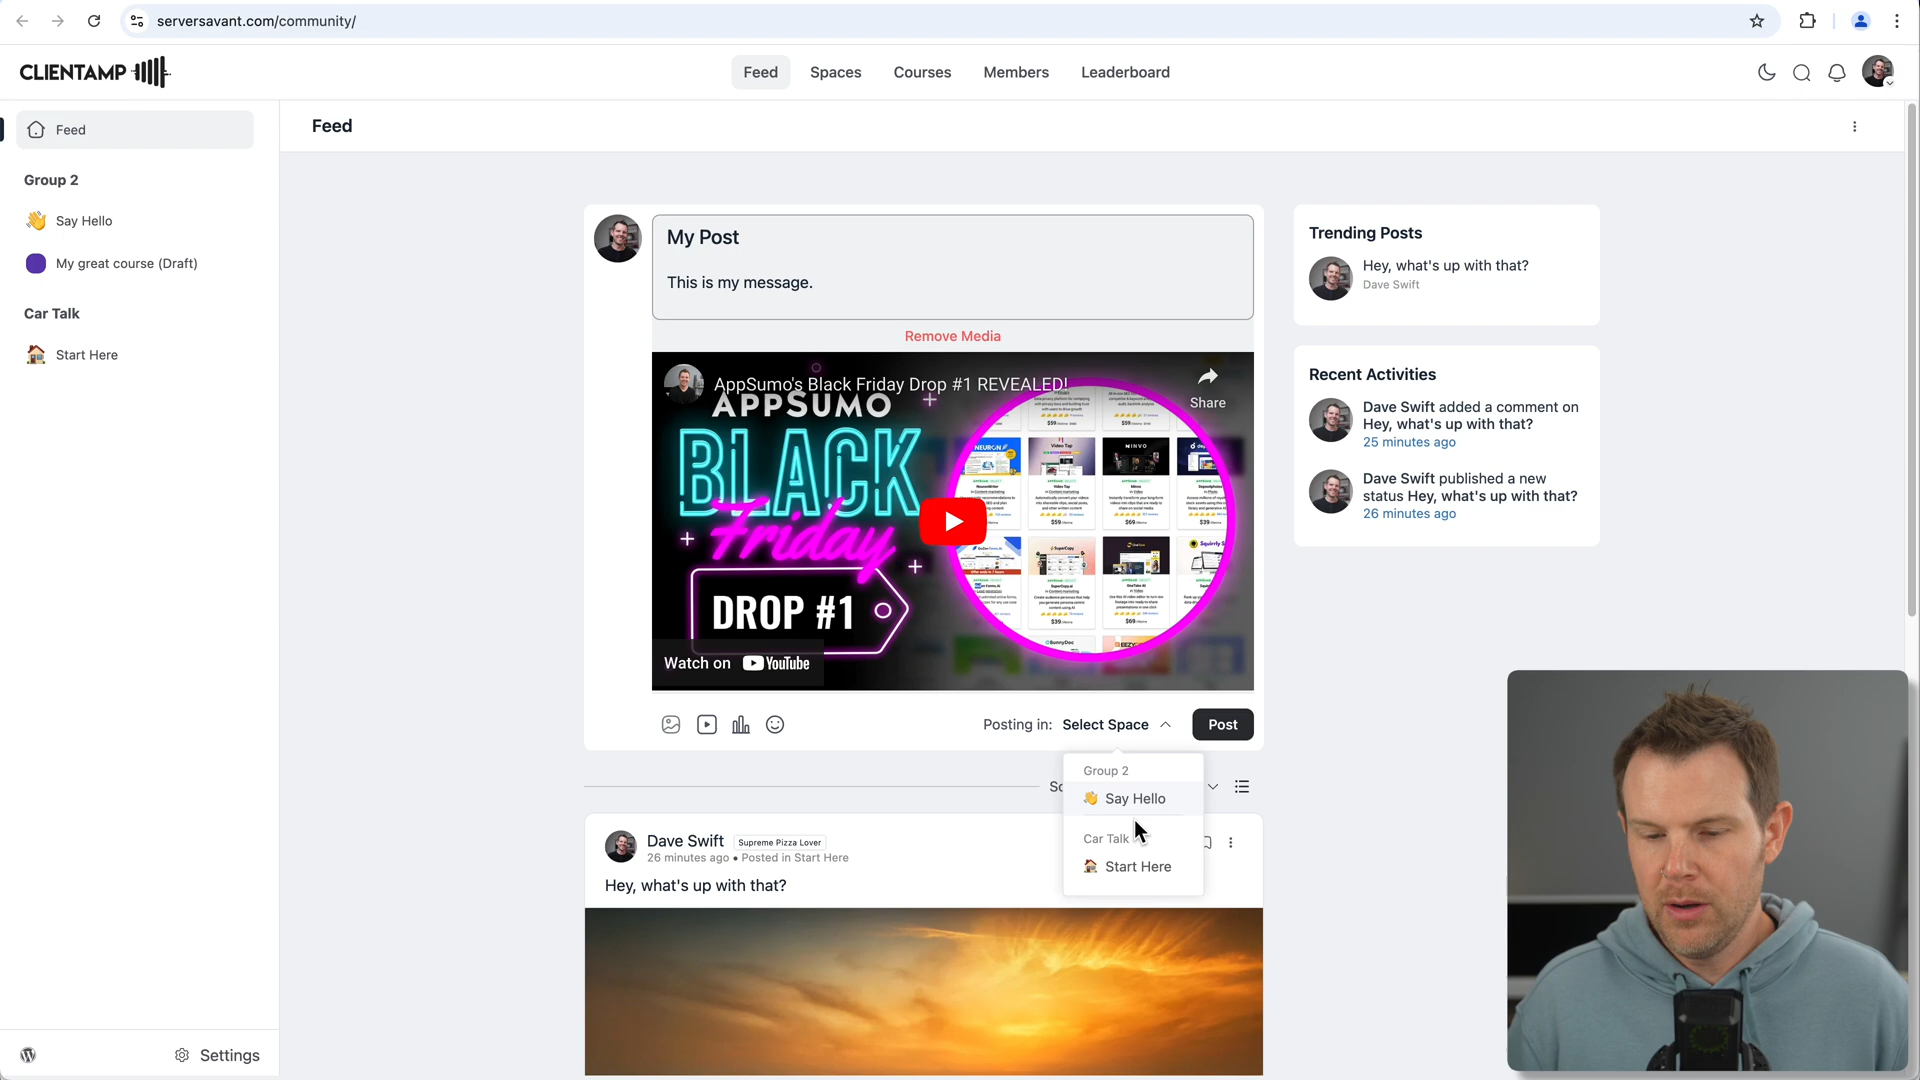 serversavant.com/community/
CLIENTAMP
Feed
Spaces
Courses
Members
Leaderboard
Feed
Group 2
Say Hello
My great course (Draft)
Car Talk
Start Here
Settings
Feed
My Post
This is my message.
Remove Media
AppSumo's Black Friday Drop #1 REVEALED!
Share
APPSUMO
BLACK
Friday
DROP #1
Watch on YouTube
Posting in: Select Space
Post
Group 2
Say Hello
Car Talk
Start Here
Dave Swift Supreme Pizza Lover
26 minutes ago • Posted in Start Here
Hey, what's up with that?
Trending Posts
Hey, what's up with that?
Dave Swift
Recent Activities
Dave Swift added a comment on
Hey, what's up with that?
25 minutes ago
Dave Swift published a new
status Hey, what's up with that?
26 minutes ago